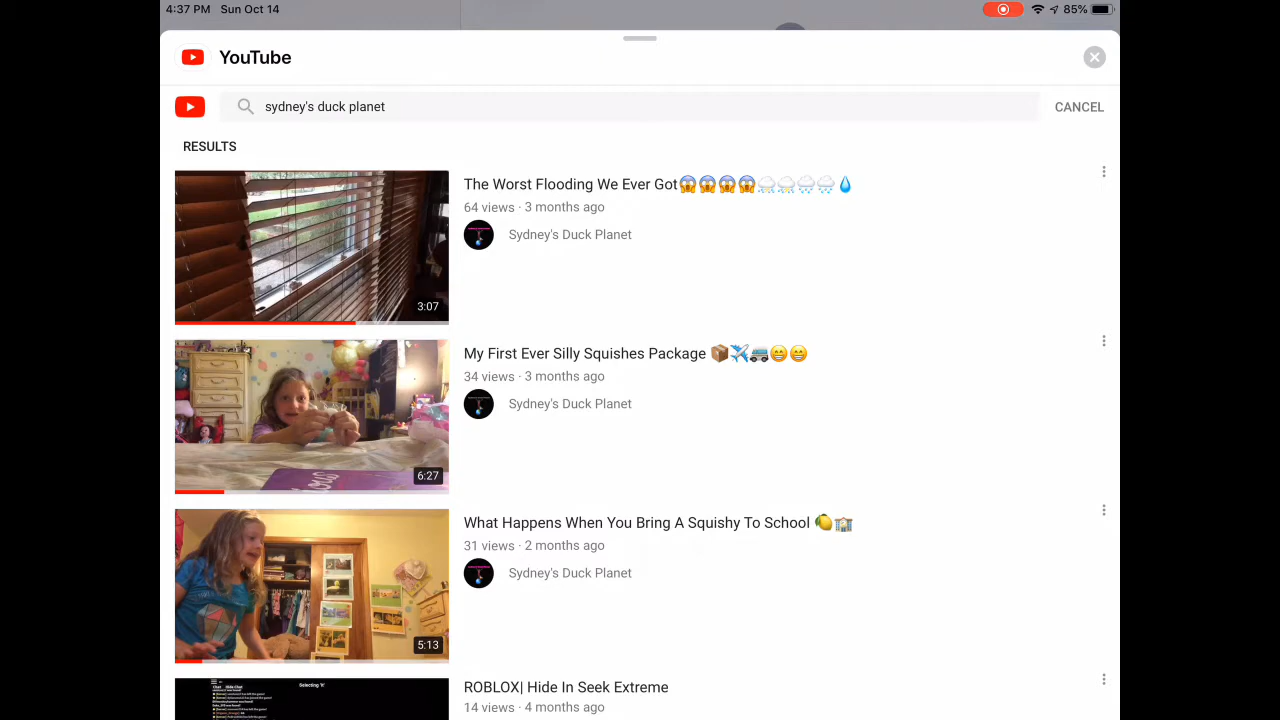 4:37 PM Sun Oct 14
85%
YouTube
sydney's duck planet
CANCEL
RESULTS
The Worst Flooding We Ever Got😱😱😱😱⛈⛈🌧🌧💧
64 views · 3 months ago
Sydney's Duck Planet
3:07
My First Ever Silly Squishes Package 📦✈️🚐😁😁
34 views · 3 months ago
Sydney's Duck Planet
6:27
What Happens When You Bring A Squishy To School 🍋🏫
31 views · 2 months ago
Sydney's Duck Planet
5:13
ROBLOX| Hide In Seek Extreme
14 views · 4 months ago